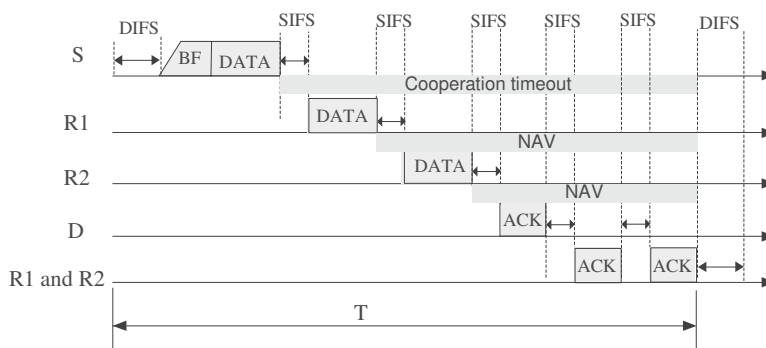 DIFS SIFS SIFS SIFS SIFS SIFS DIFS
S BF DATA
Cooperation timeout
R1 DATA
NAV
R2 DATA
NAV
D ACK
R1 and R2 ACK ACK
T